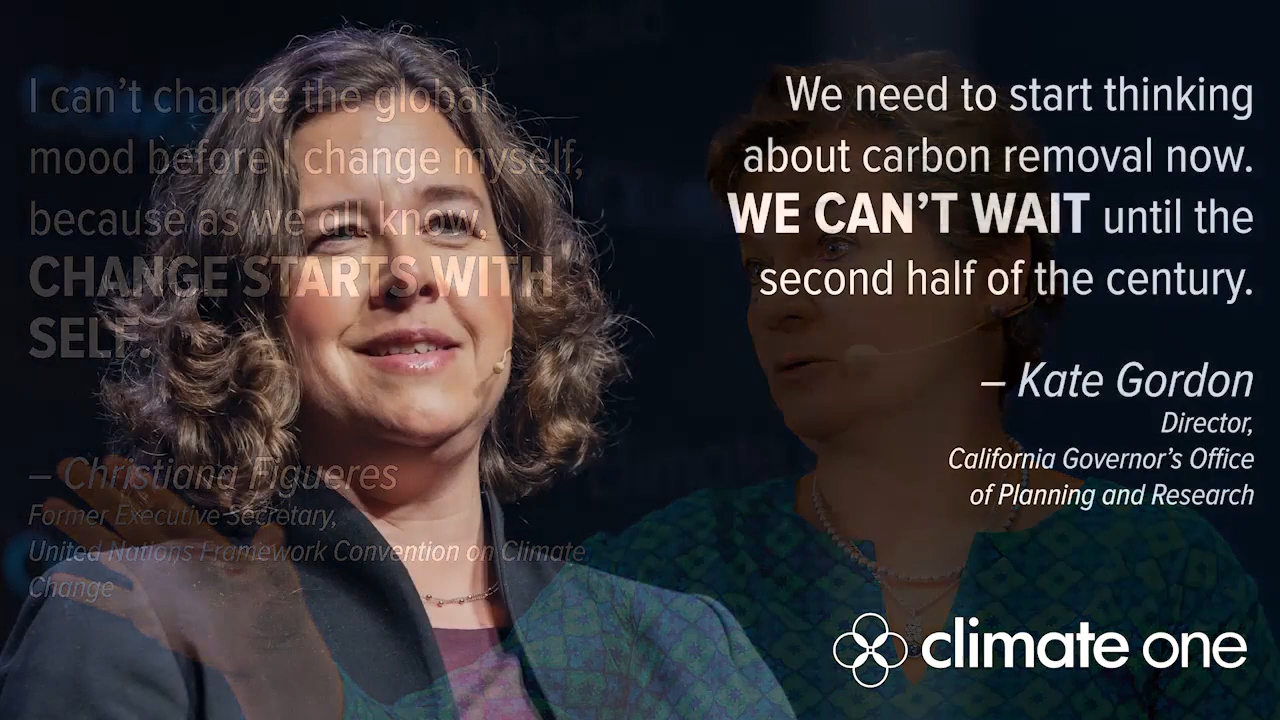 I can't change the global
mood before I change myself,
because as we all know,
CHANGE STARTS WITH
SELF.
– Christiana Figueres
Former Executive Secretary,
United Nations Framework Convention on Climate
Change
We need to start thinking
about carbon removal now.
WE CAN'T WAIT until the
second half of the century.
– Kate Gordon
Director,
California Governor's Office
of Planning and Research
climate one